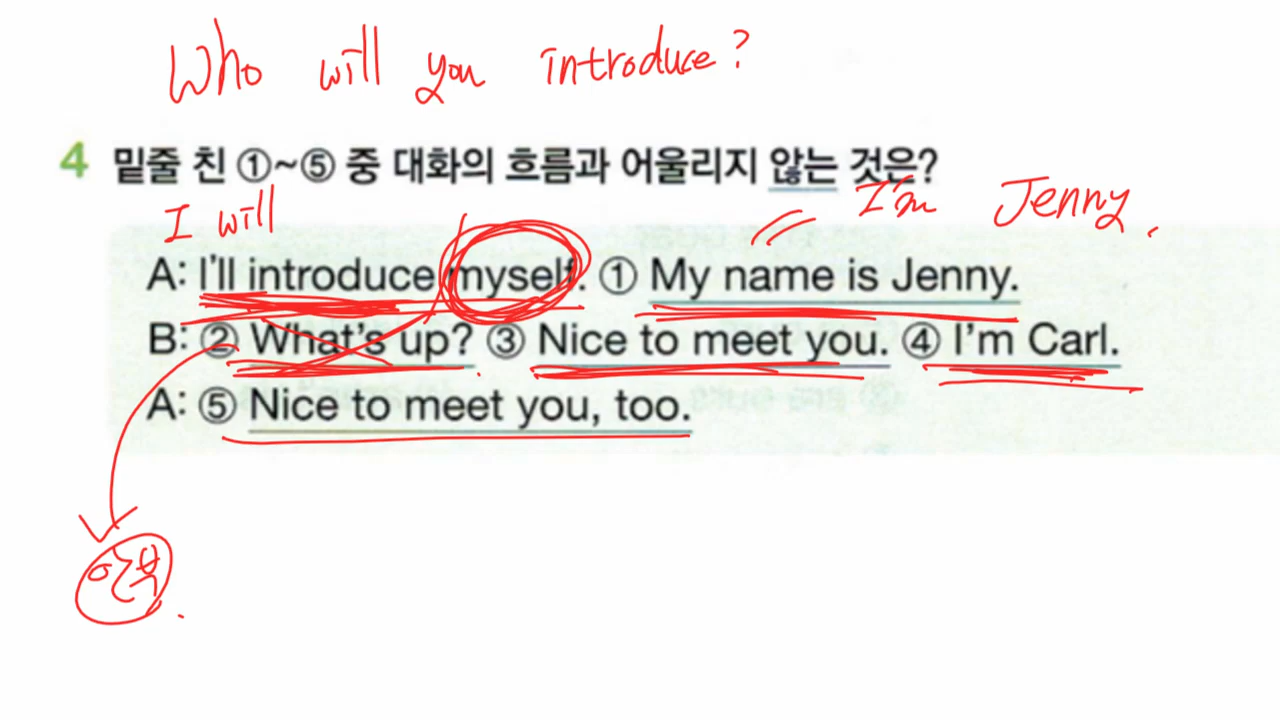 Who will you introduce?
4 밑줄 친 ①~⑤ 중 대화의 흐름과 어울리지 않는 것은?
I will
I'm Jenny.
A: I'll introduce myself. ① My name is Jenny.
B: ② What's up? ③ Nice to meet you. ④ I'm Carl.
A: ⑤ Nice to meet you, too.
안부.